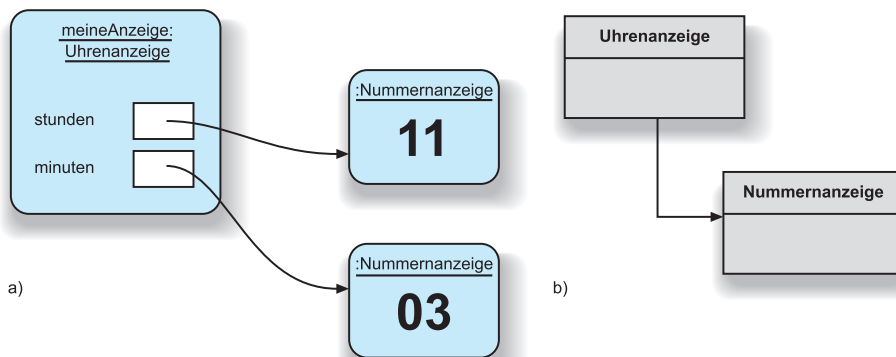 meineAnzeige:
Uhrenanzeige
stunden
minuten
:Nummernanzeige
11
:Nummernanzeige
03
a)
Uhrenanzeige
Nummernanzeige
b)